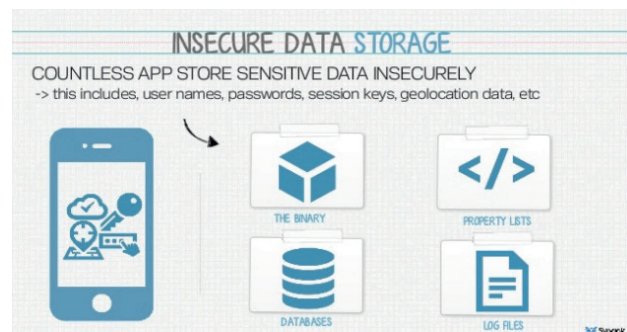 INSECURE DATA STORAGE
COUNTLESS APP STORE SENSITIVE DATA INSECURELY
-> this includes, user names, passwords, session keys, geolocation data, etc
</>
THE BINARY
PROPERTY LISTS
DATABASES
LOG FILES
Synack